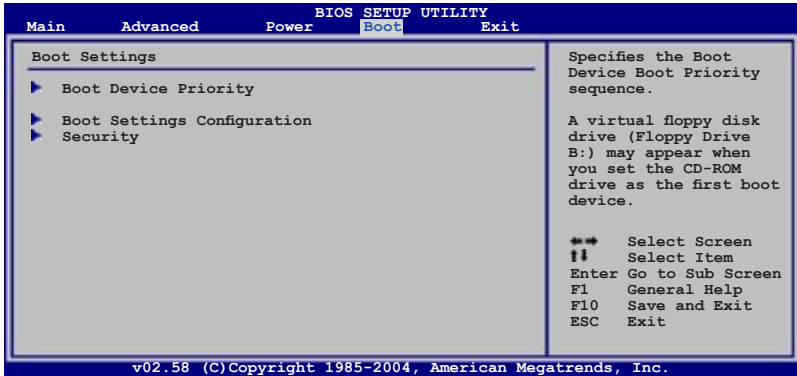 BIOS SETUP UTILITY
Main Advanced Power Boot Exit
Boot Settings
Boot Device Priority
Boot Settings Configuration
Security
Specifies the Boot
Device Boot Priority
sequence.
A virtual floppy disk
drive (Floppy Drive
B:) may appear when
you set the CD-ROM
drive as the first boot
device.
Select Screen
Select Item
Enter Go to Sub Screen
F1 General Help
F10 Save and Exit
ESC Exit
v02.58 (C)Copyright 1985-2004, American Megatrends, Inc.